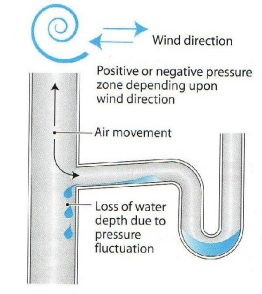 Wind direction
Positive or negative pressure
zone depending upon
wind direction
Air movement
Loss of water
depth due to
pressure
fluctuation